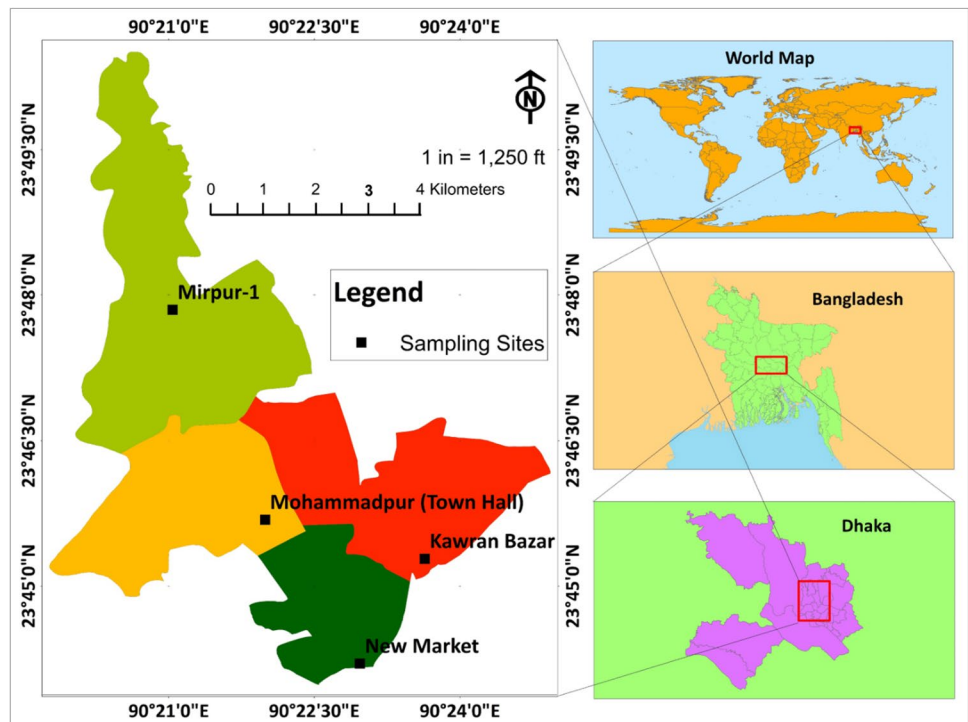 90°21'0"E 90°22'30"E 90°24'0"E
N
1 in = 1,250 ft
0 1 2 3 4 Kilometers
23°49'30"N
23°48'0"N
23°46'30"N
23°45'0"N
Mirpur-1
Legend
Sampling Sites
Mohammadpur (Town Hall)
Kawran Bazar
New Market
90°21'0"E 90°22'30"E 90°24'0"E
23°49'30"N
23°48'0"N
23°46'30"N
23°45'0"N
World Map
Bangladesh
Dhaka